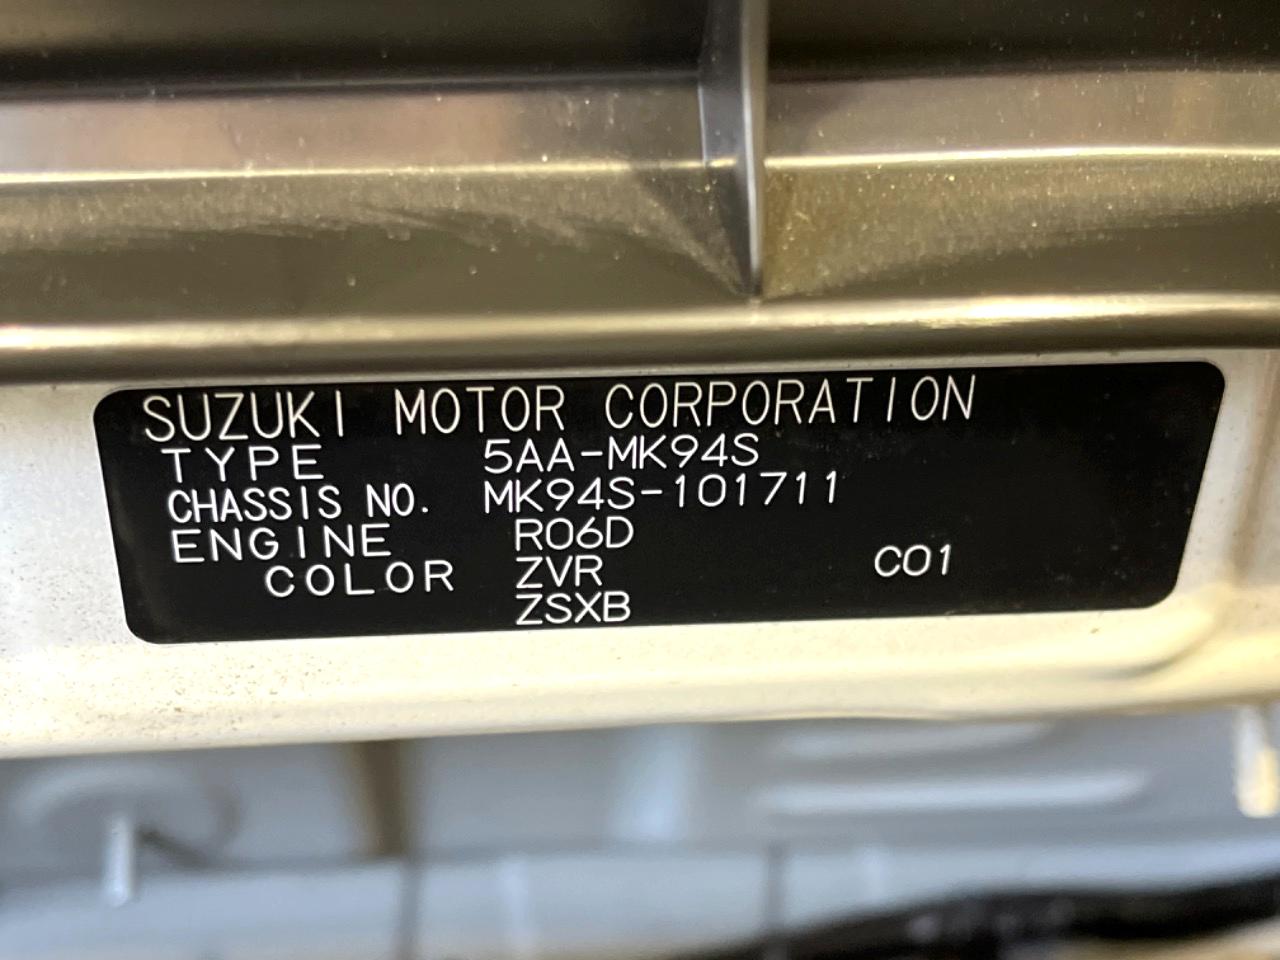 SUZUKI MOTOR CORPORATION
TYPE 5AA-MK94S
CHASSIS NO. MK94S-101711
ENGINE R06D
COLOR ZVR C01
ZSXB